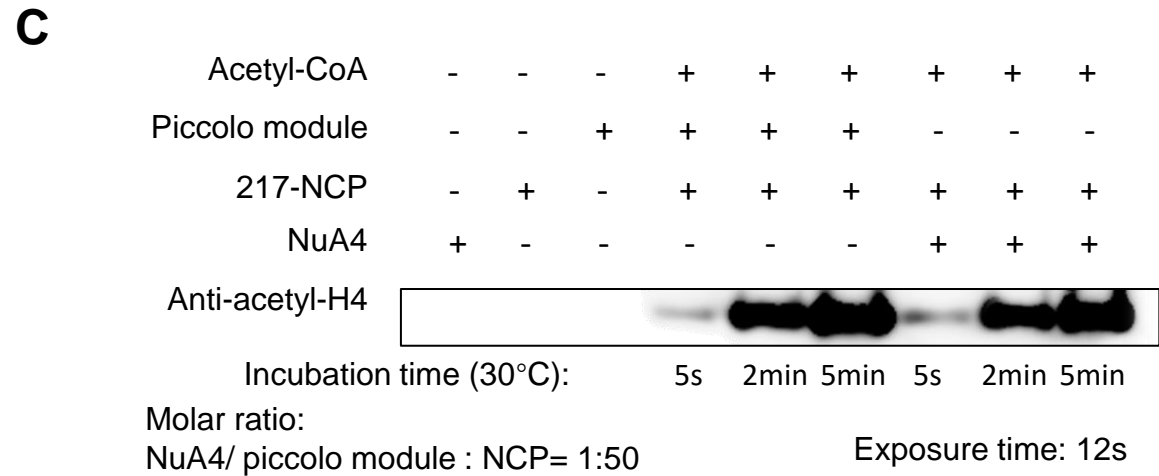 C
Acetyl-CoA - - - + + + + + +
Piccolo module - - + + + + - - -
217-NCP - + - + + + + + +
NuA4 + - - - - - + + +
Anti-acetyl-H4
Incubation time (30°C): 5s 2min 5min 5s 2min 5min
Molar ratio:
NuA4/ piccolo module : NCP= 1:50 Exposure time: 12s